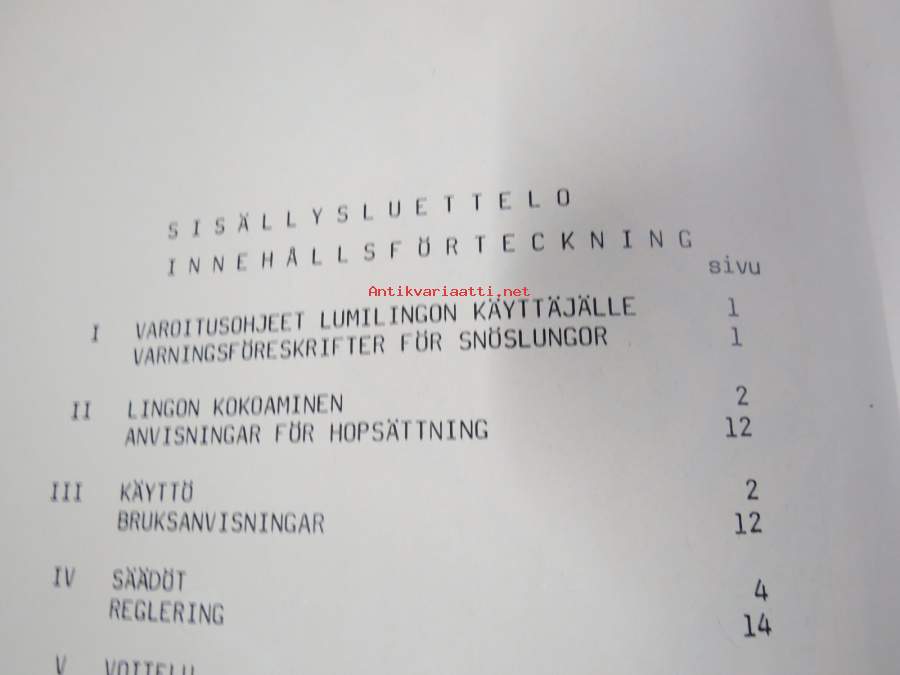 SISÄLLYSLUETTELO
INNEHÅLLSFÖRTECKNING
sivu
Antikvariaatti.net
I VAROITUSOHJEET LUMILINGON KÄYTTÄJÄLLE 1
VARNINGSFÖRESKRIFTER FÖR SNÖSLUNGOR 1
II LINGON KOKOAMINEN 2
ANVISNINGAR FÖR HOPSÄTTNING 12
III KÄYTTÖ 2
BRUKSANVISNINGAR 12
IV SÄÄDÖT 4
REGLERING 14
V VOITELU